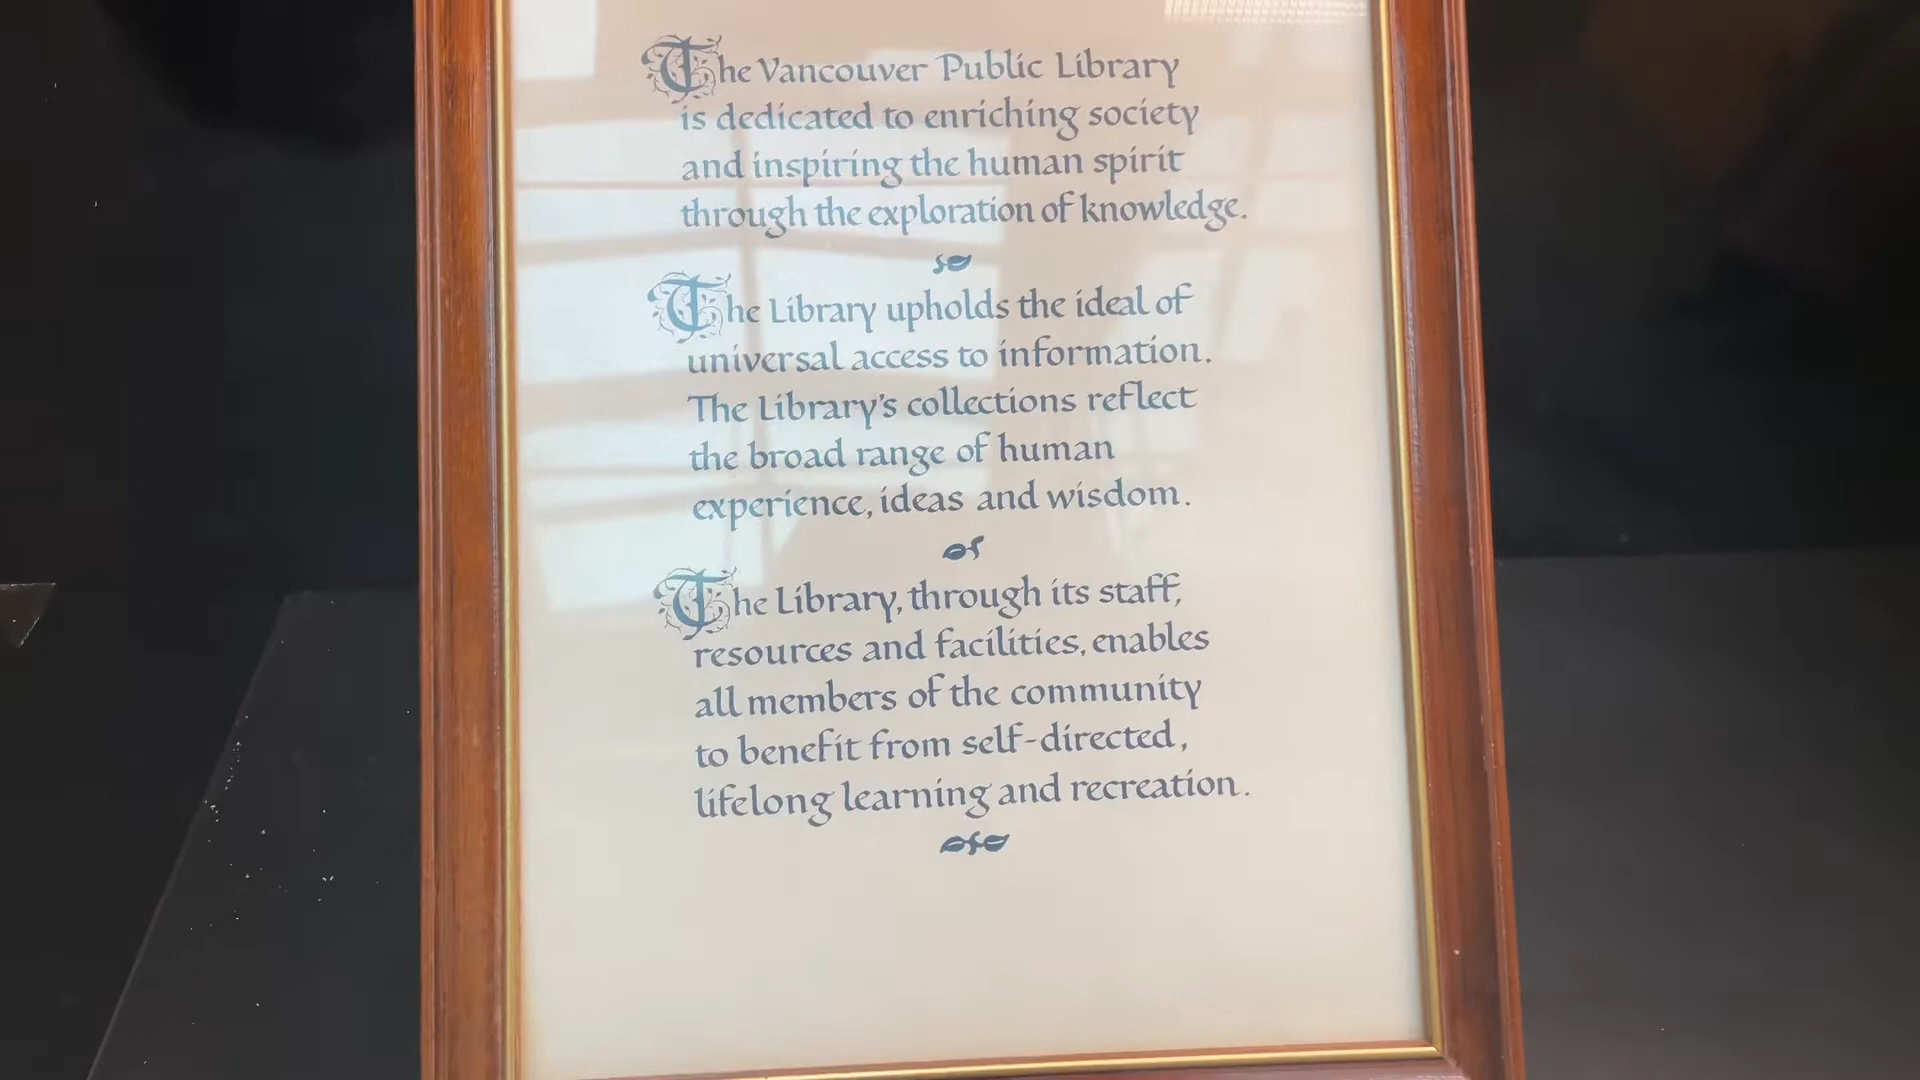 The Vancouver Public Library
is dedicated to enriching society
and inspiring the human spirit
through the exploration of knowledge.
The Library upholds the ideal of
universal access to information.
The Library's collections reflect
the broad range of human
experience, ideas and wisdom.
The Library, through its staff,
resources and facilities, enables
all members of the community
to benefit from self-directed,
lifelong learning and recreation.